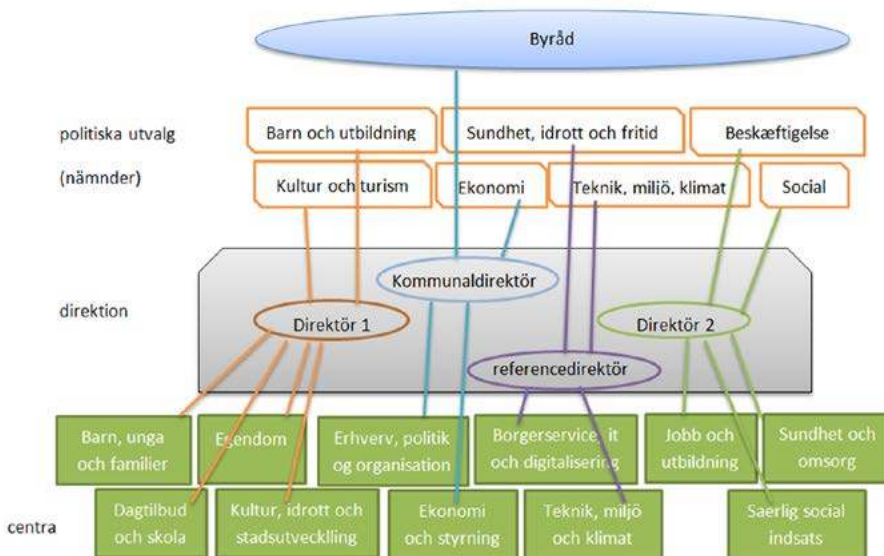 Byråd
politiska utvalg
(nämnder)
Barn och utbildning
Sundhet, idrott och fritid
Beskæftigelse
Kultur och turism
Ekonomi
Teknik, miljö, klimat
Social
direktion
Kommunaldirektör
Direktör 1
Direktör 2
referencedirektör
Barn, unga
och familier
Egendom
Erhverv, politik
og organisation
Borgerservice, it
och digitalisering
Jobb och
utbildning
Sundhet och
omsorg
centra
Dagtilbud
och skola
Kultur, idrott och
stadsutvecklling
Ekonomi
och styrning
Teknik, miljö
och klimat
Saerlig social
indsats